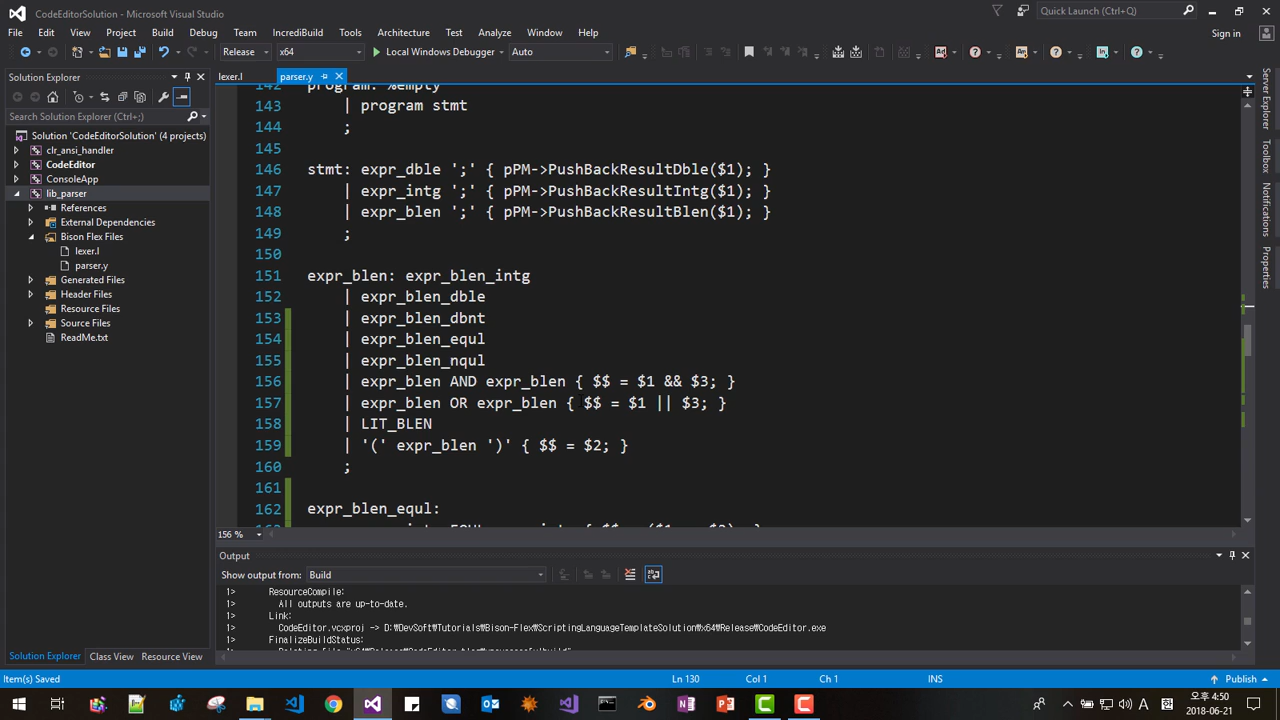 CodeEditorSolution - Microsoft Visual Studio
Quick Launch (Ctrl+Q)
File Edit View Project Build Debug Team IncrediBuild Tools Architecture Test Analyze Window Help
Sign in
Release x64 Local Windows Debugger Auto
Solution Explorer
lexer.l parser.y
Search Solution Explorer (Ctrl+;)
Solution 'CodeEditorSolution' (4 projects)
clr_ansi_handler
CodeEditor
ConsoleApp
lib_parser
References
External Dependencies
Bison Flex Files
lexer.l
parser.y
Generated Files
Header Files
Resource Files
Source Files
ReadMe.txt
142 program: %empty
143 | program stmt
144 ;
145
146 stmt: expr_dble ';' { pPM->PushBackResultDble($1); }
147 | expr_intg ';' { pPM->PushBackResultIntg($1); }
148 | expr_blen ';' { pPM->PushBackResultBlen($1); }
149 ;
150
151 expr_blen: expr_blen_intg
152 | expr_blen_dble
153 | expr_blen_dbnt
154 | expr_blen_equl
155 | expr_blen_nqul
156 | expr_blen AND expr_blen { $$ = $1 && $3; }
157 | expr_blen OR expr_blen { $$ = $1 || $3; }
158 | LIT_BLEN
159 | '(' expr_blen ')' { $$ = $2; }
160 ;
161
162 expr_blen_equl:
156 %
Server Explorer
Toolbox
Notifications
Properties
Output
Show output from: Build
1> ResourceCompile:
1> All outputs are up-to-date.
1> Link:
1> CodeEditor.vcxproj -> D:₩DevSoft₩Tutorials₩Bison-Flex₩ScriptingLanguageTemplateSolution₩x64₩Release₩CodeEditor.exe
1> FinalizeBuildStatus:
Solution Explorer Class View Resource View
Item(s) Saved Ln 130 Col 1 Ch 1 INS Publish
A 오후 4:50
2018-06-21